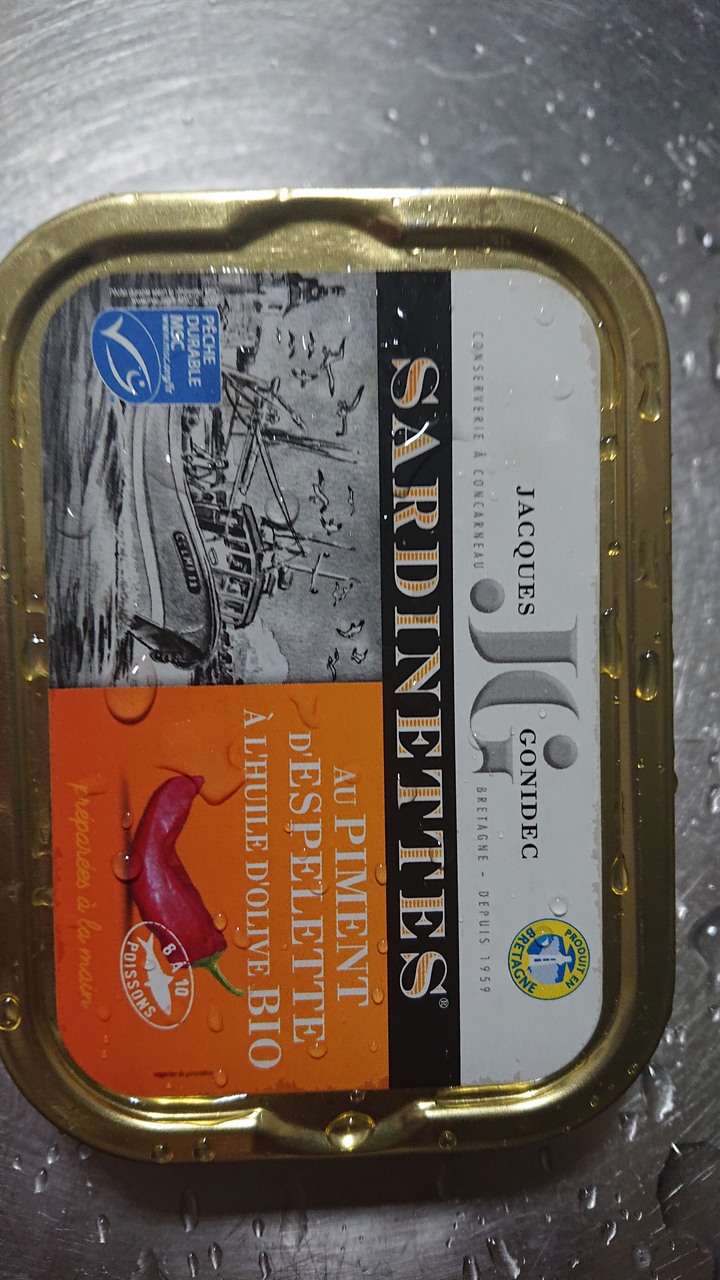 JACQUES
GONIDEC
JG
CONSERVERIE À CONCARNEAU
BRETAGNE - DEPUIS 1959
PRODUIT EN
BRETAGNE
SARDINETTES®
PÊCHE
DURABLE
MSC
AU PIMENT
D'ESPELETTE
À L'HUILE D'OLIVE BIO
8 À 10
POISSONS
préparées à la main